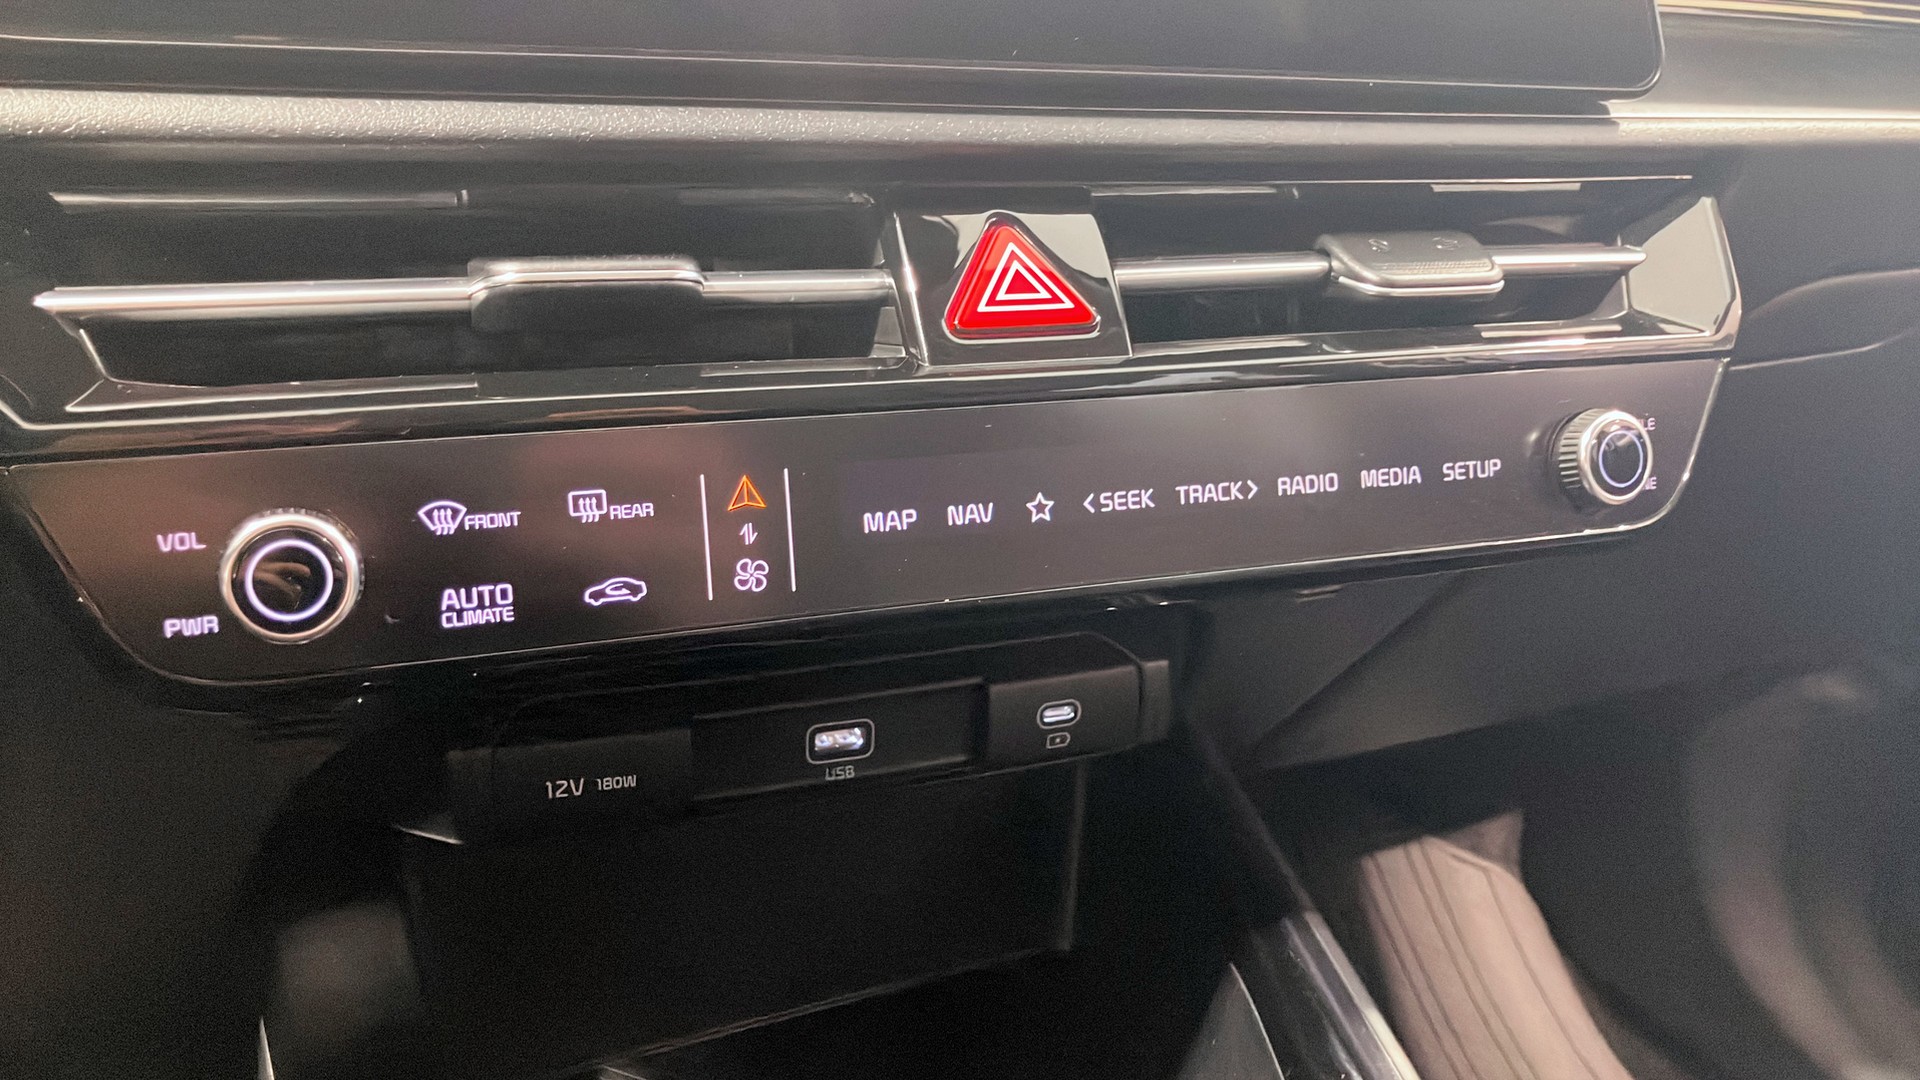 VOL
PWR
FRONT
REAR
AUTO
CLIMATE
MAP NAV <SEEK TRACK> RADIO MEDIA SETUP
12V 180W
USB